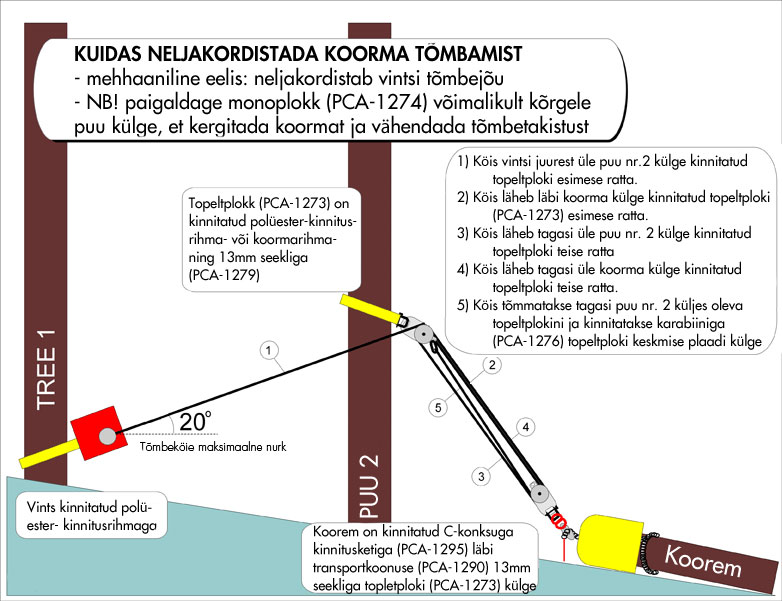 KUIDAS NELJAKORDISTADA KOORMA TÕMBAMIST
- mehhaaniline eelis: neljakordistab vintsi tõmbejõu
- NB! paigaldage monoplokk (PCA-1274) võimalikult kõrgele
puu külge, et kergitada koormat ja vähendada tõmbetakistust
1) Köis vintsi juurest üle puu nr.2 külge kinnitatud
topeltploki esimese ratta.
2) Köis läheb läbi koorma külge kinnitatud topeltploki
(PCA-1273) esimese ratta.
3) Köis läheb tagasi üle puu nr. 2 külge kinnitatud
topeltploki teise ratta
4) Köis läheb tagasi üle koorma külge kinnitatud
topeltploki teise ratta.
5) Köis tõmmatakse tagasi puu nr. 2 küljes oleva
topeltplokini ja kinnitatakse karabiiniga
(PCA-1276) topeltploki keskmise plaadi külge
Topeltplokk (PCA-1273) on
kinnitatud polüester-kinnitus-
rihma- või koormarihma-
ning 13mm seekliga
(PCA-1279)
TREE 1
1
2
5
4
3
20°
Tõmbeköie maksimaalne nurk
PUU 2
Vints kinnitatud polü-
ester- kinnitusrihmaga
Koorem on kinnitatud C-konksuga
kinnitusketiga (PCA-1295) läbi
transportkoonuse (PCA-1290) 13mm
seekliga topletploki (PCA-1273) külge
Koorem